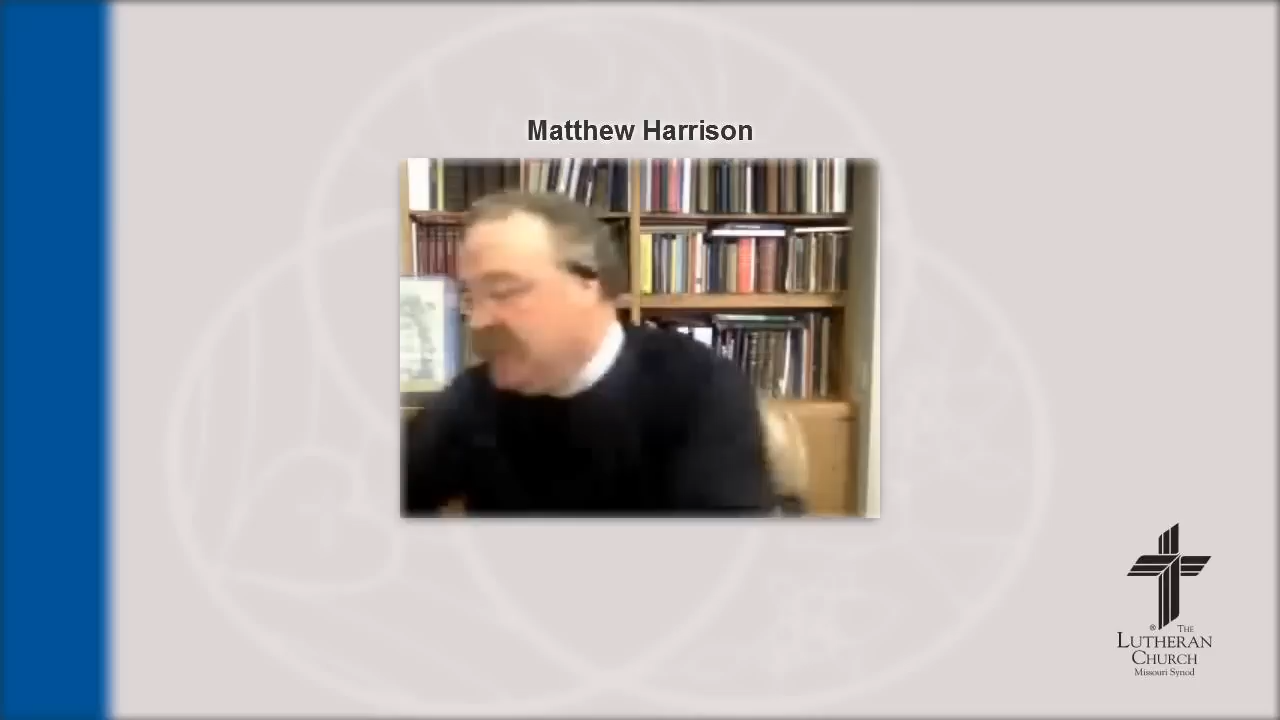 Matthew Harrison
® THE
LUTHERAN
CHURCH
Missouri Synod